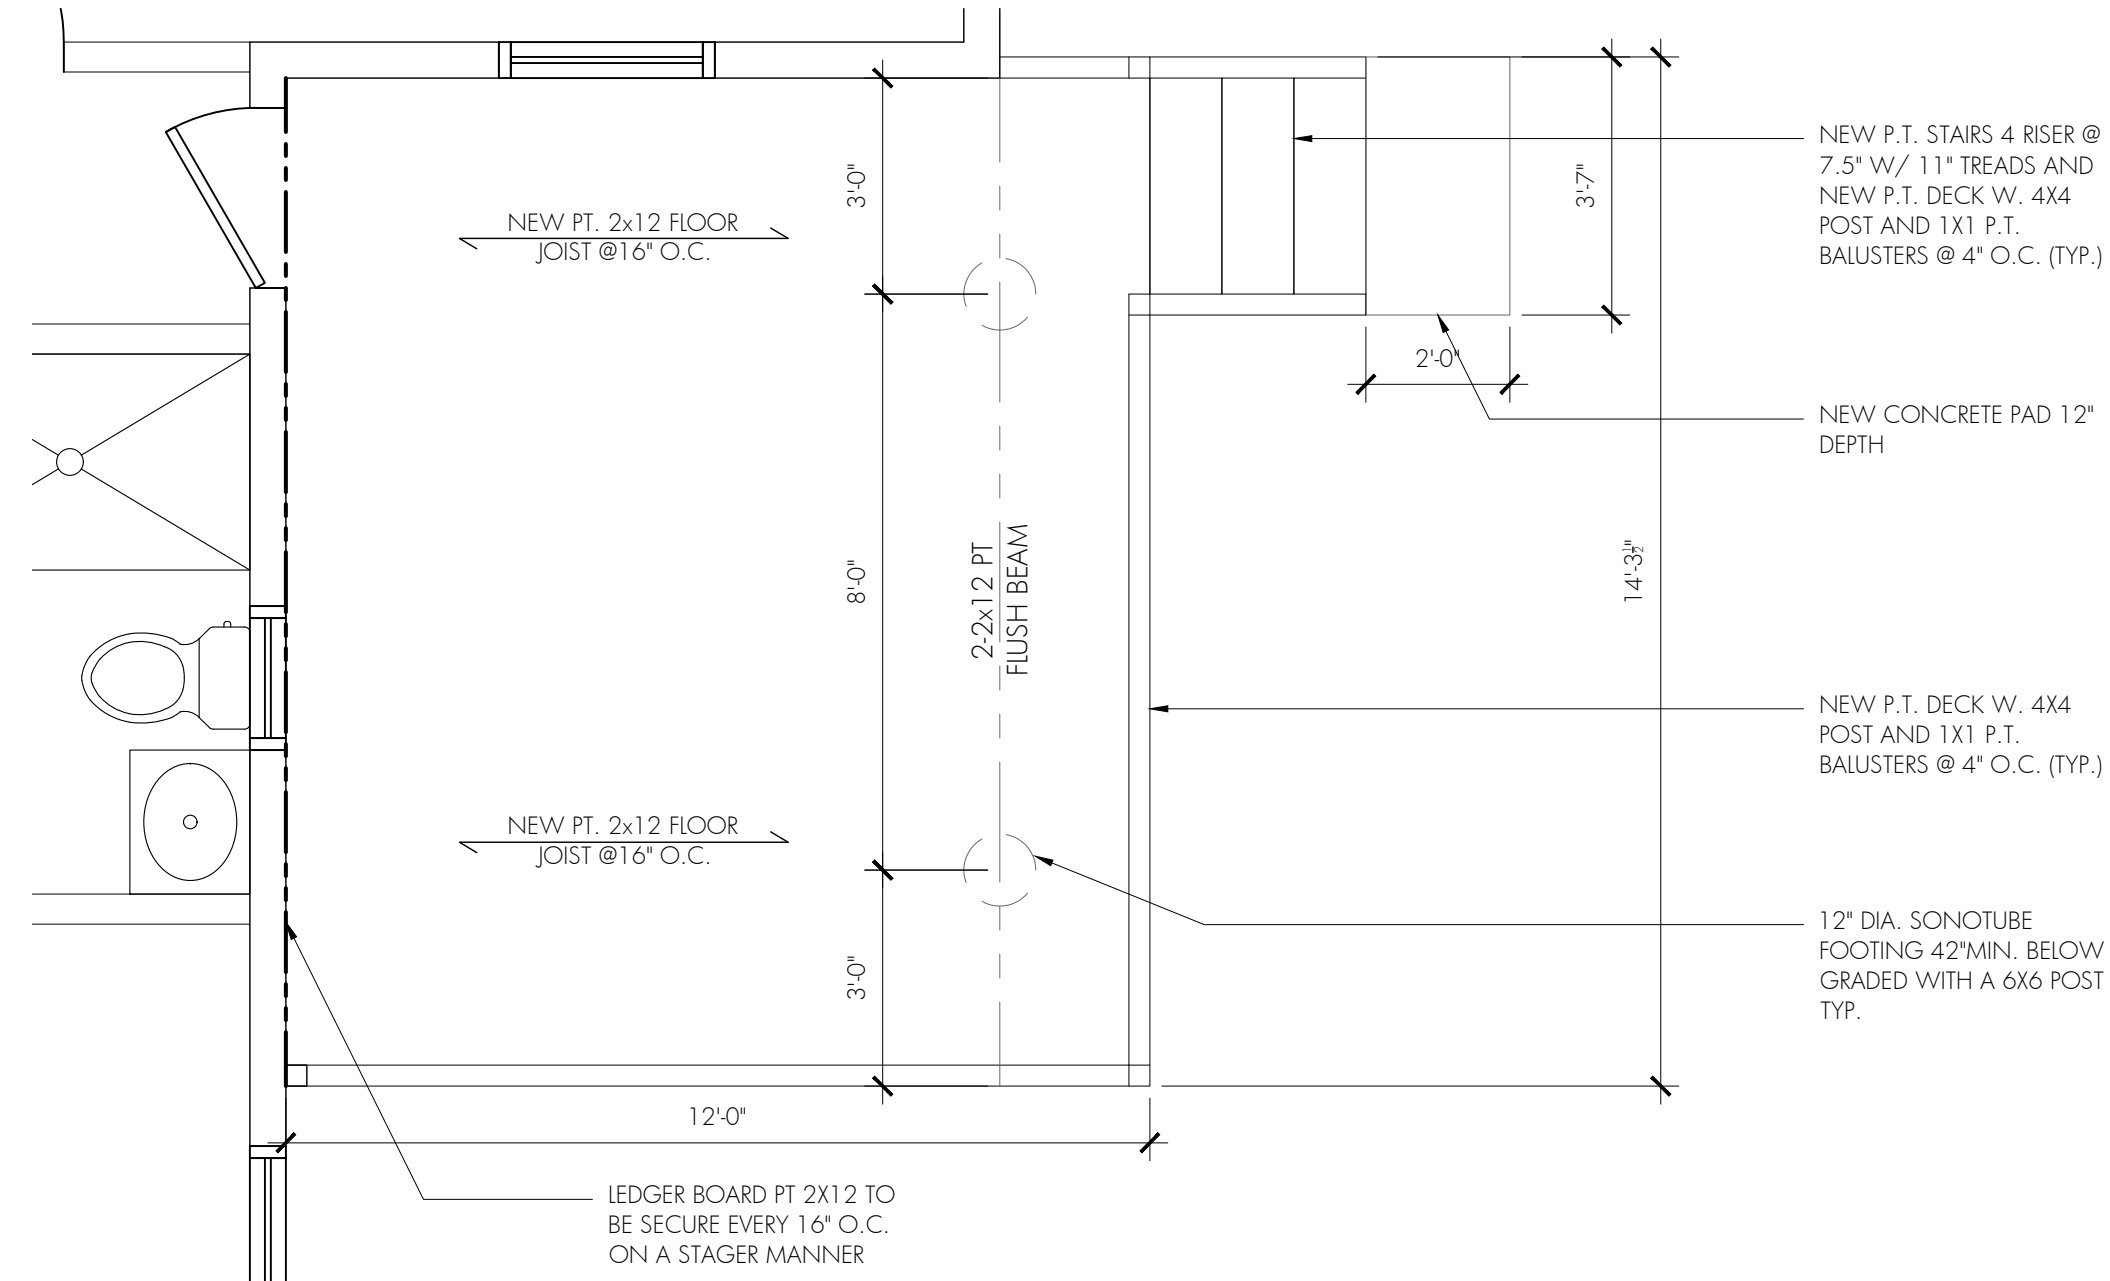 NEW P.T. STAIRS 4 RISER @
7.5" W/ 11" TREADS AND
NEW P.T. DECK W. 4X4
POST AND 1X1 P.T.
BALUSTERS @ 4" O.C. (TYP.)
3'-0"
3'-7"
NEW PT. 2x12 FLOOR
JOIST @16" O.C.
2'-0"
NEW CONCRETE PAD 12"
DEPTH
8'-0"
2-2x12 PT
FLUSH BEAM
14'-3½"
NEW P.T. DECK W. 4X4
POST AND 1X1 P.T.
BALUSTERS @ 4" O.C. (TYP.)
NEW PT. 2x12 FLOOR
JOIST @16" O.C.
3'-0"
12" DIA. SONOTUBE
FOOTING 42"MIN. BELOW
GRADED WITH A 6X6 POST
TYP.
12'-0"
LEDGER BOARD PT 2X12 TO
BE SECURE EVERY 16" O.C.
ON A STAGER MANNER